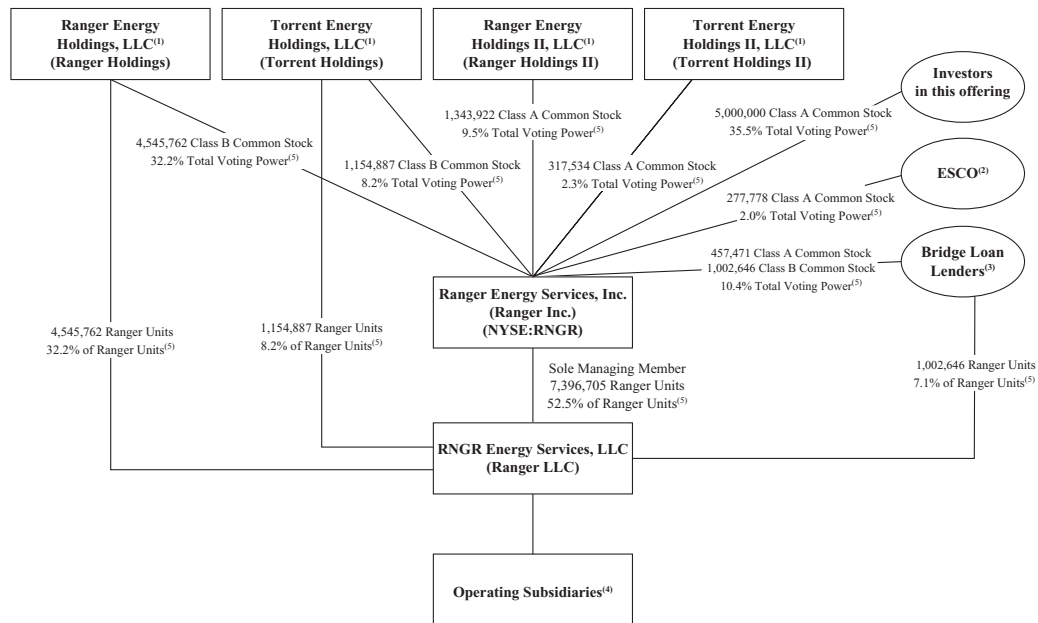 Ranger Energy
Holdings, LLC(1)
(Ranger Holdings)
Torrent Energy
Holdings, LLC(1)
(Torrent Holdings)
Ranger Energy
Holdings II, LLC(1)
(Ranger Holdings II)
Torrent Energy
Holdings II, LLC(1)
(Torrent Holdings II)
Investors
in this offering
5,000,000 Class A Common Stock
35.5% Total Voting Power(5)
1,343,922 Class A Common Stock
9.5% Total Voting Power(5)
4,545,762 Class B Common Stock
32.2% Total Voting Power(5)
1,154,887 Class B Common Stock
8.2% Total Voting Power(5)
317,534 Class A Common Stock
2.3% Total Voting Power(5)
ESCO(2)
277,778 Class A Common Stock
2.0% Total Voting Power(5)
457,471 Class A Common Stock
1,002,646 Class B Common Stock
10.4% Total Voting Power(5)
Bridge Loan
Lenders(3)
Ranger Energy Services, Inc.
(Ranger Inc.)
(NYSE:RNGR)
4,545,762 Ranger Units
32.2% of Ranger Units(5)
1,154,887 Ranger Units
8.2% of Ranger Units(5)
Sole Managing Member
7,396,705 Ranger Units
52.5% of Ranger Units(5)
1,002,646 Ranger Units
7.1% of Ranger Units(5)
RNGR Energy Services, LLC
(Ranger LLC)
Operating Subsidiaries(4)